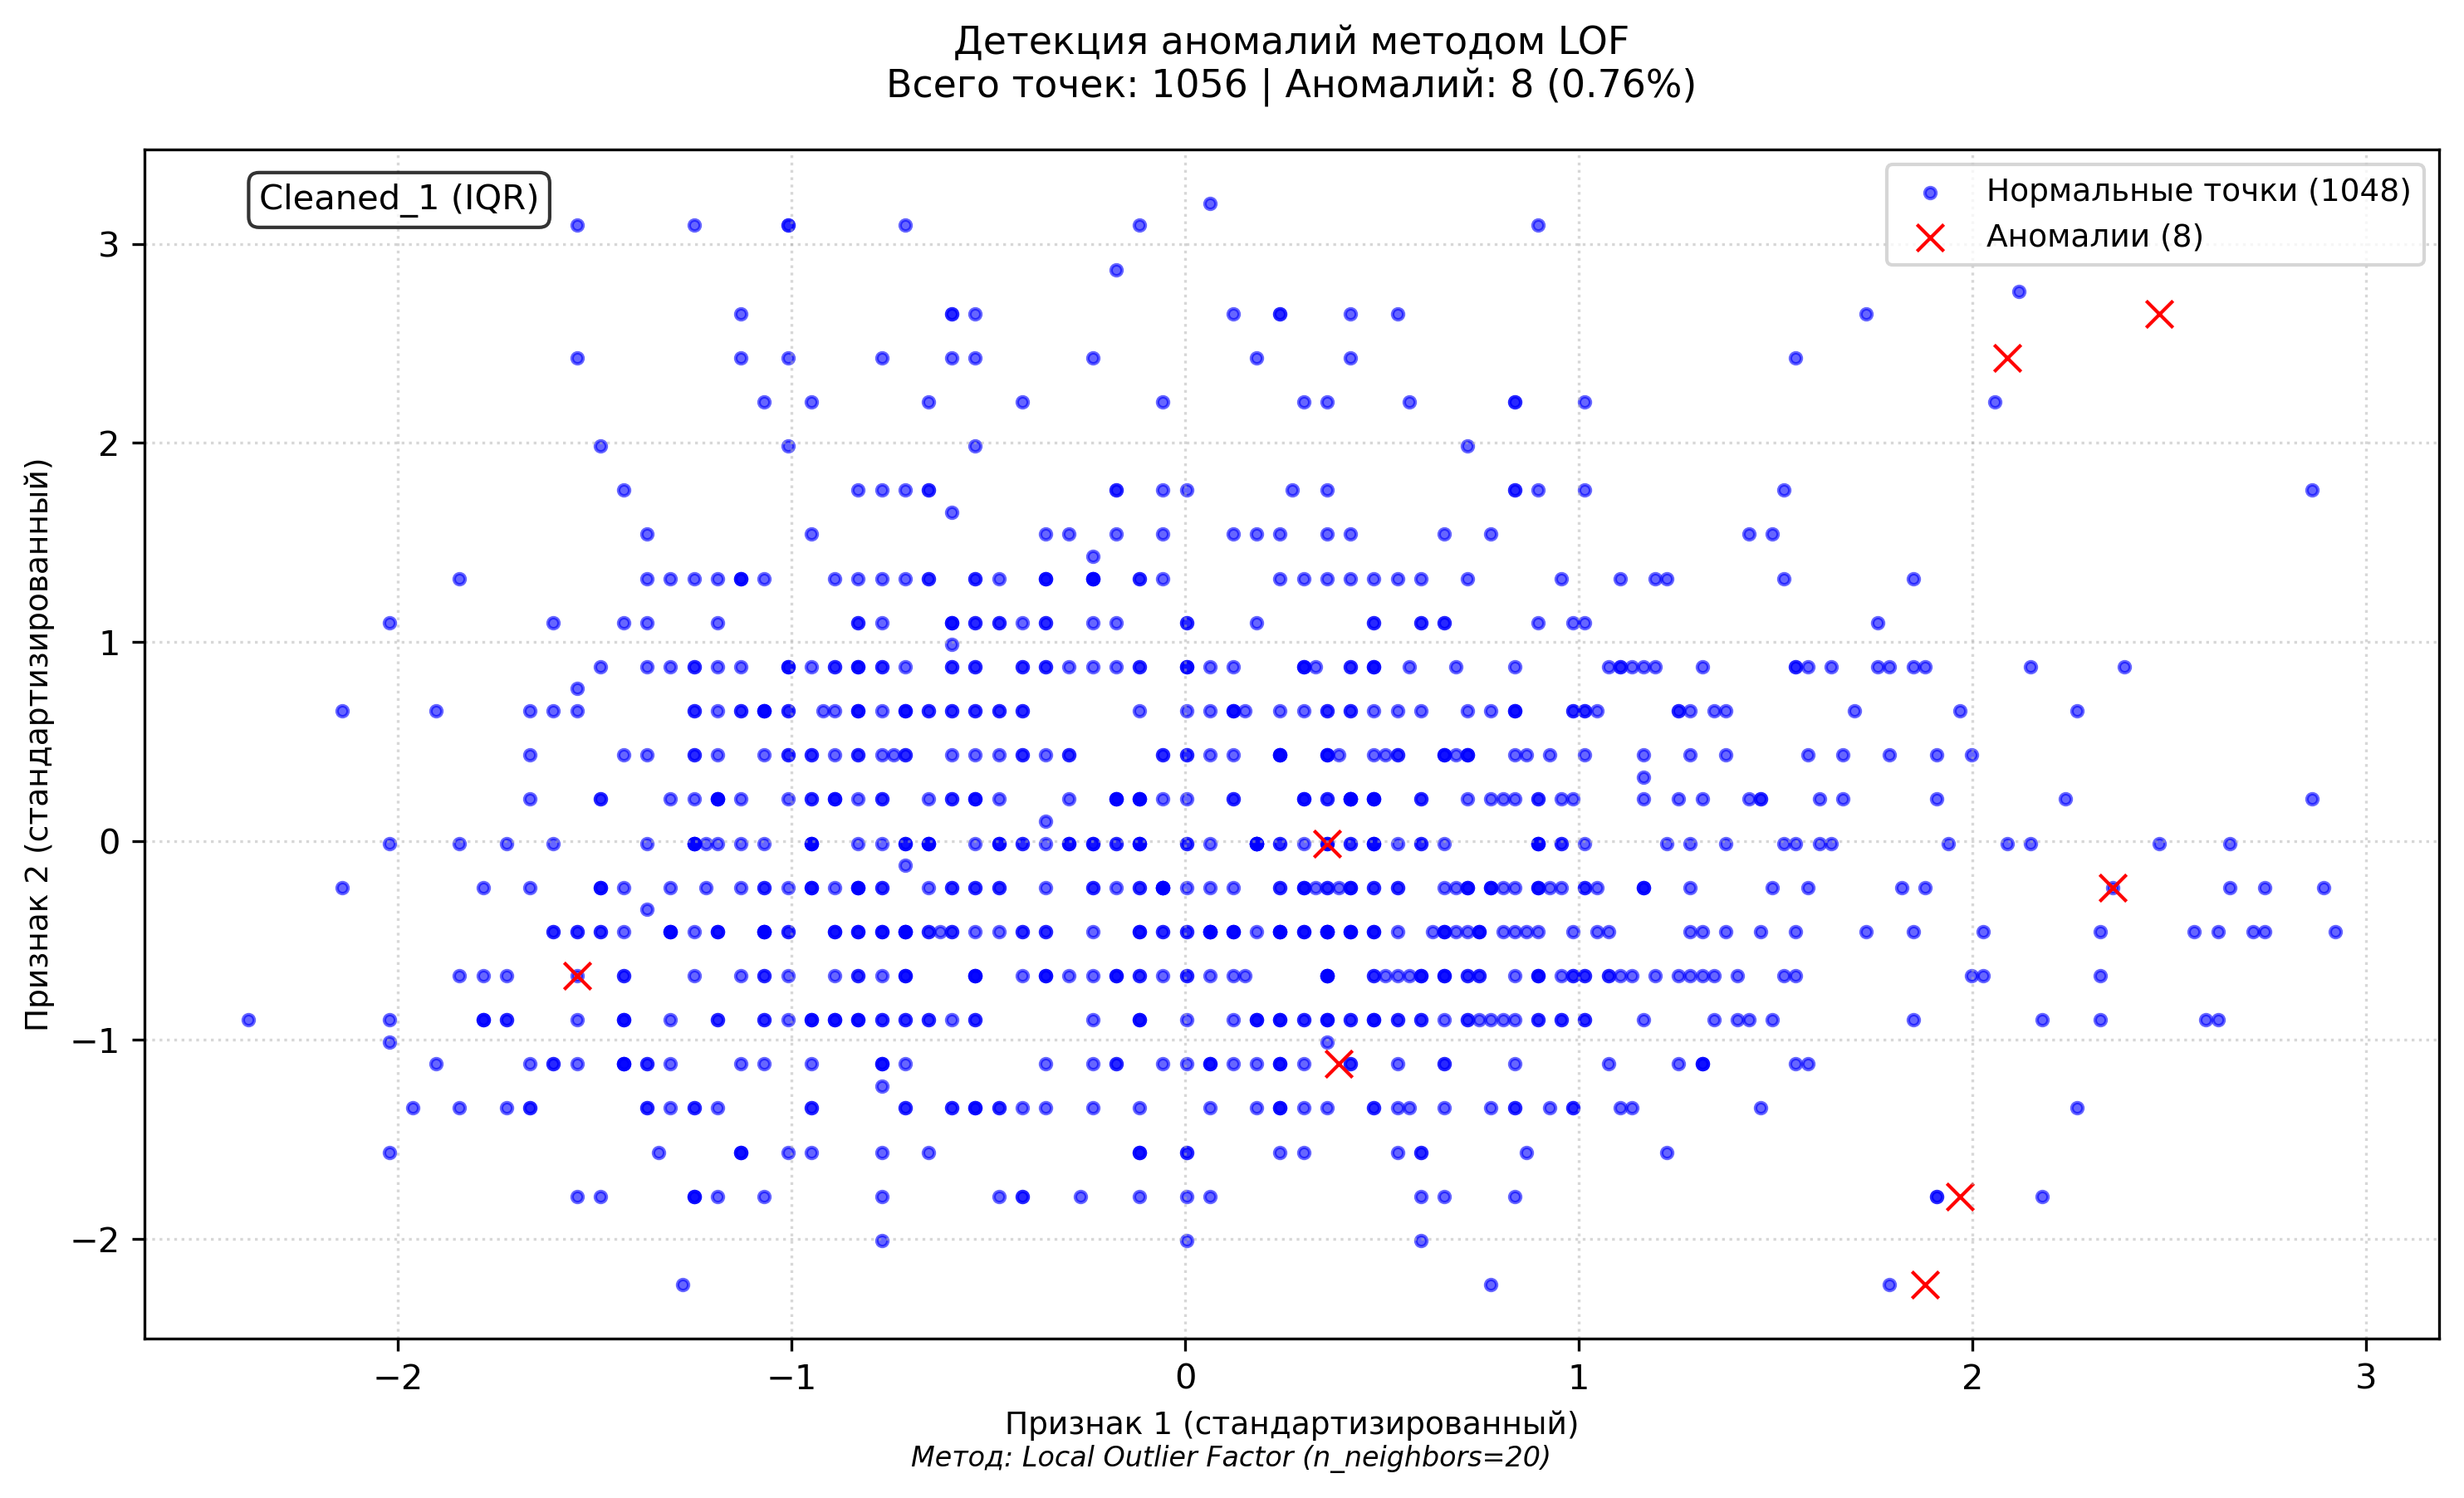 Детекция аномалий методом LOF
Всего точек: 1056 | Аномалий: 8 (0.76%)
Cleaned_1 (IQR)
Нормальные точки (1048)
Аномалии (8)
Признак 2 (стандартизированный)
3
2
1
0
−1
−2
−2
−1
0
1
2
3
Признак 1 (стандартизированный)
Метод: Local Outlier Factor (n_neighbors=20)